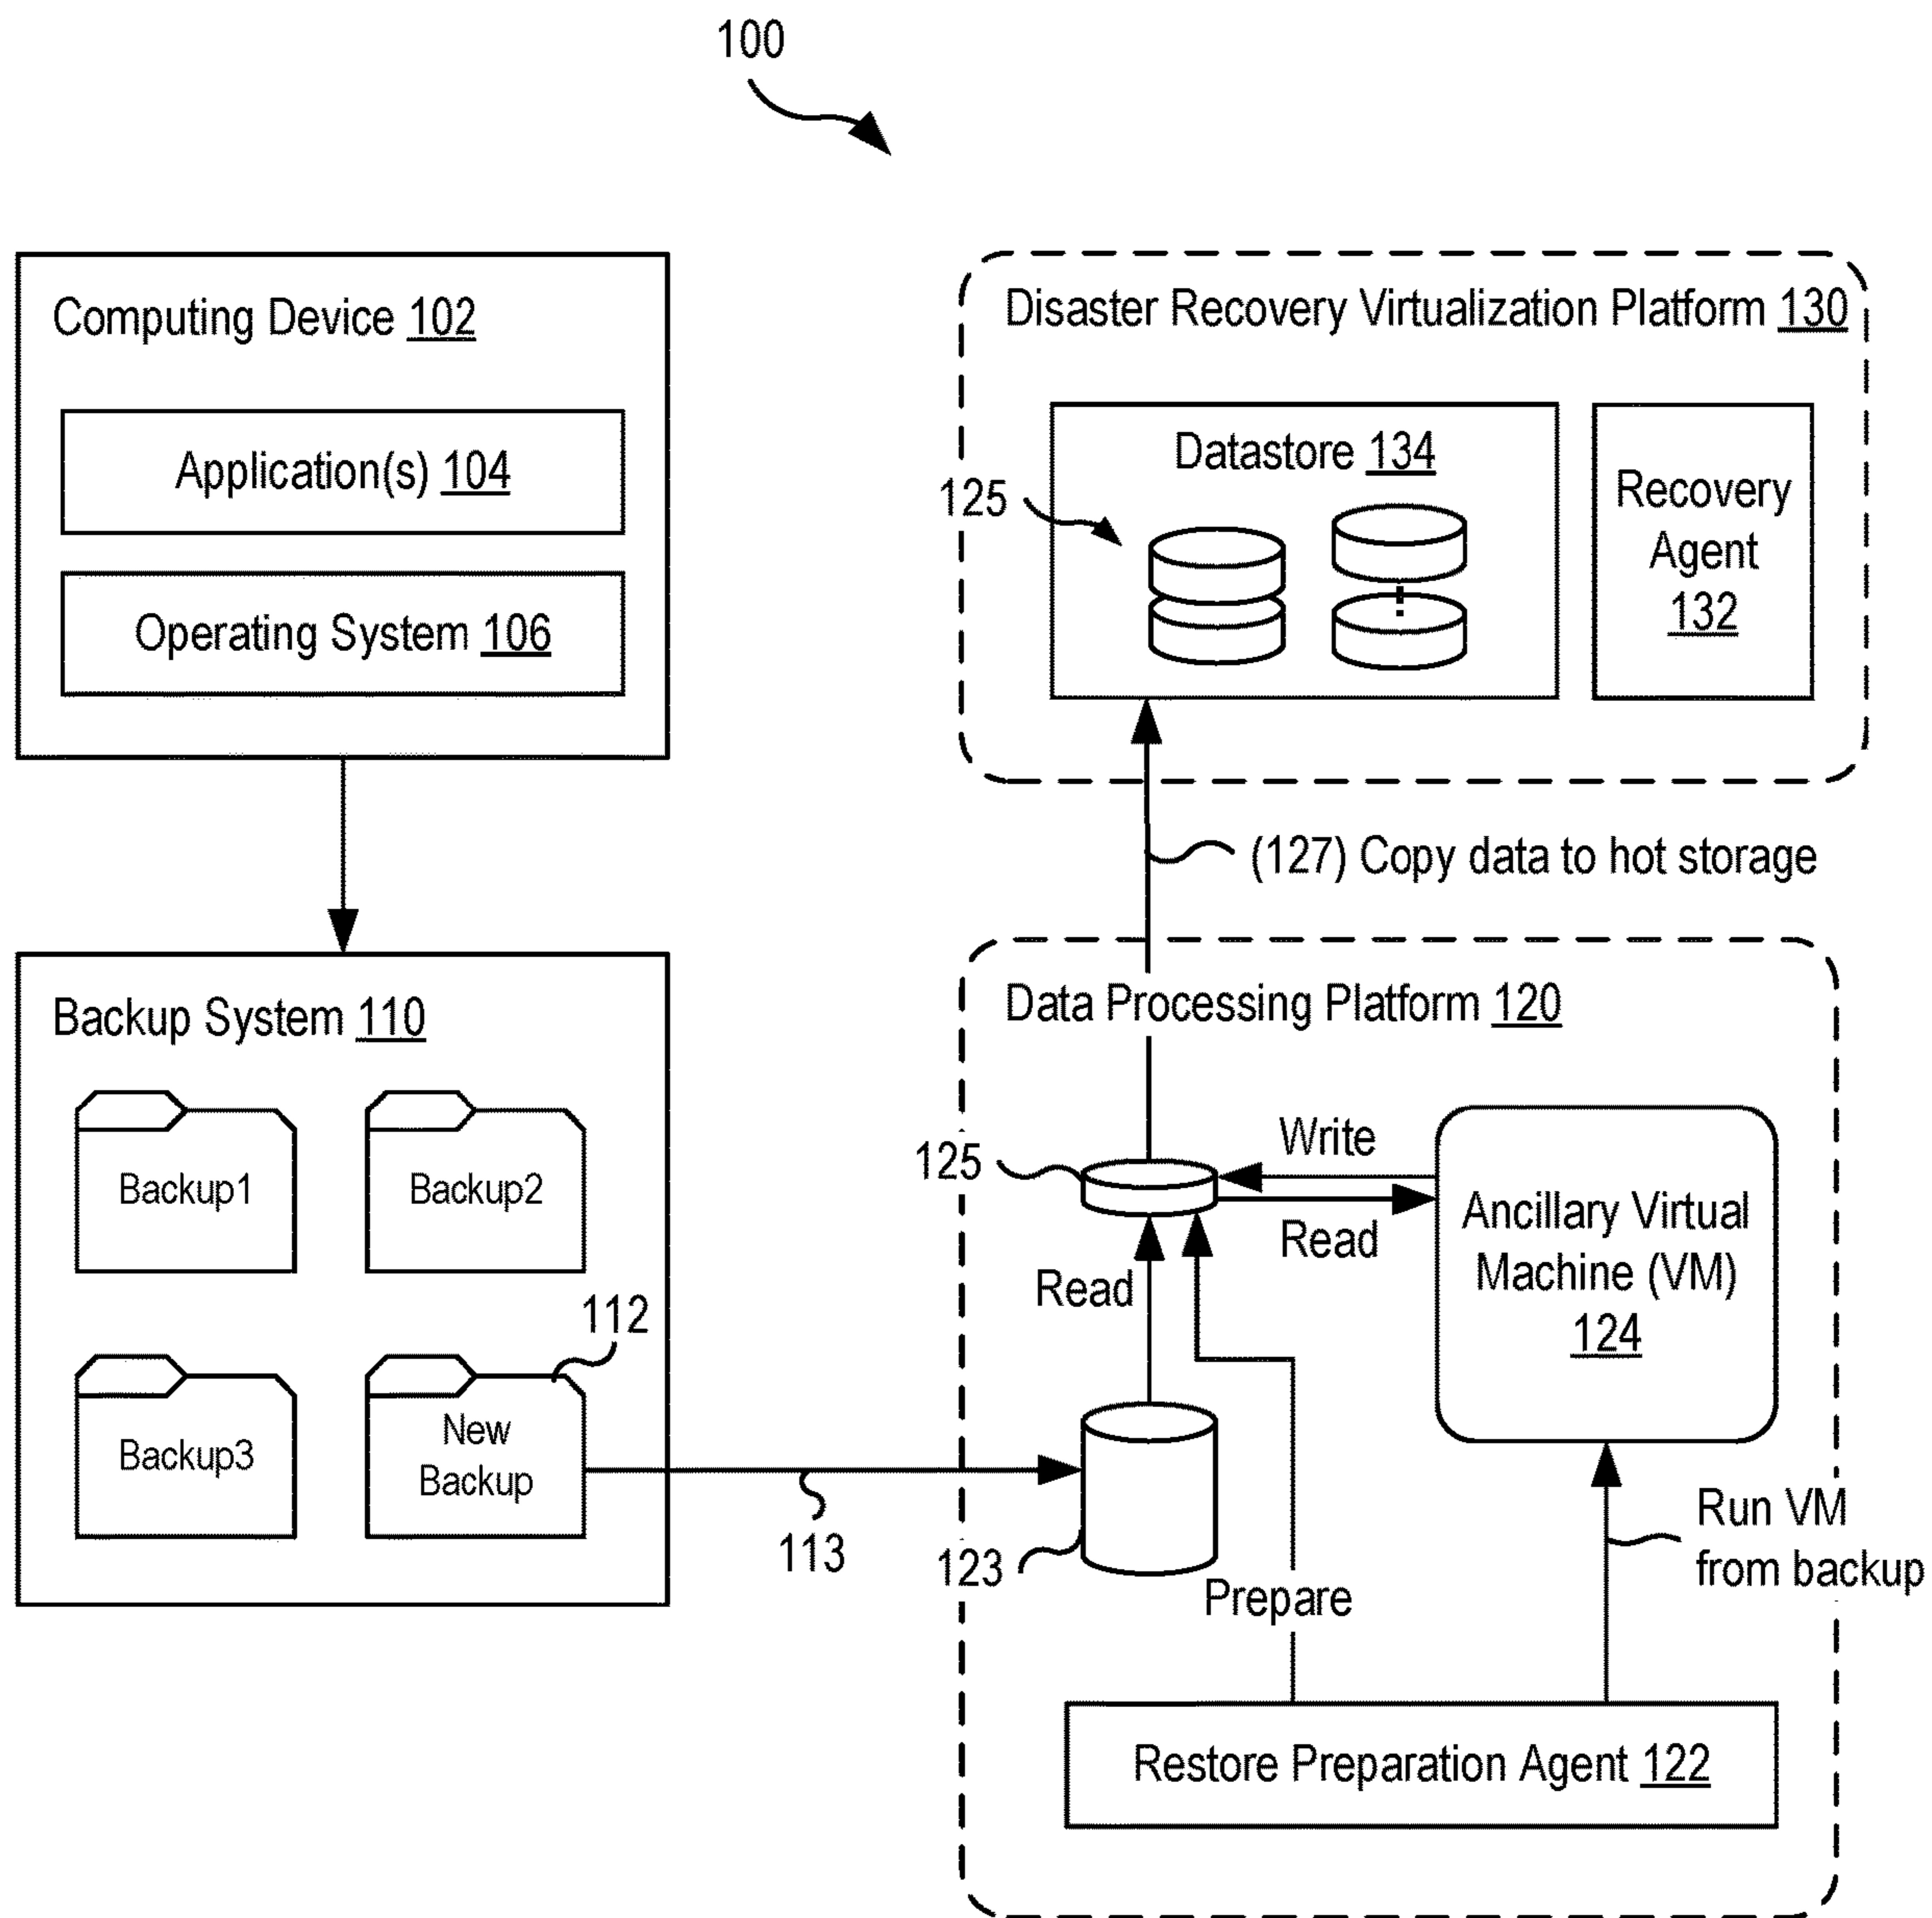 100
Computing Device 102
Application(s) 104
Operating System 106
Disaster Recovery Virtualization Platform 130
Datastore 134
125
Recovery
Agent
132
(127) Copy data to hot storage
Backup System 110
Backup1
Backup2
Backup3
New
Backup
112
113
Data Processing Platform 120
125
Write
Read
Read
Ancillary Virtual
Machine (VM)
124
123
Prepare
Run VM
from backup
Restore Preparation Agent 122